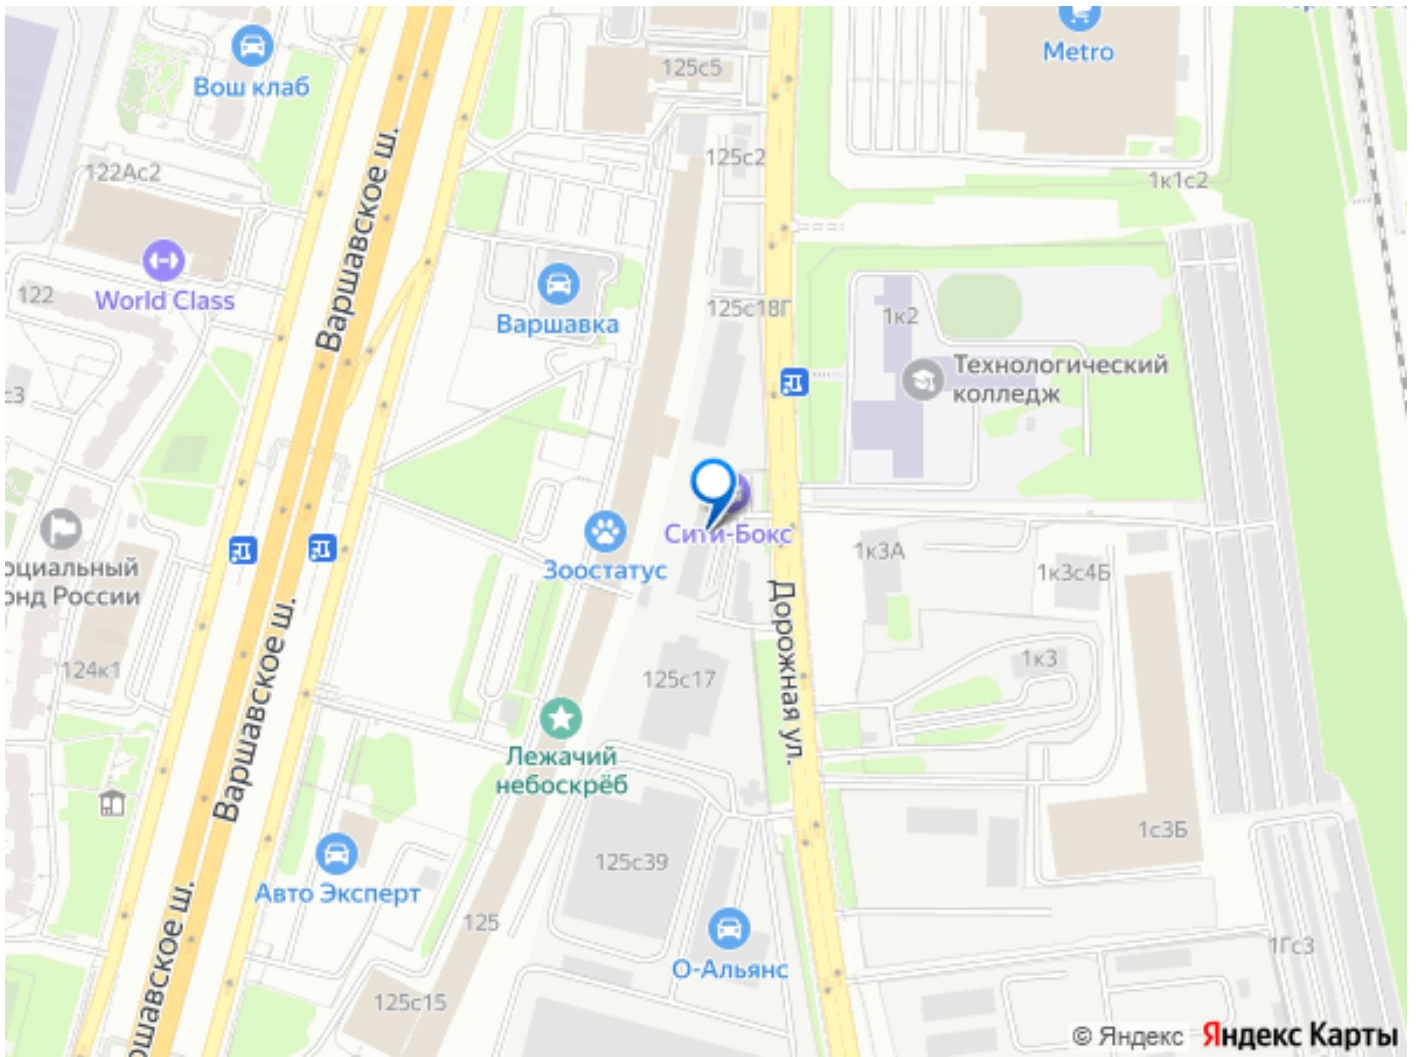 Metro
125с5
Вош клаб
125с2
122Ас2
1к1с2
Варшавское ш.
World Class
122
125с18Г
Варшавка
1к2
Технологический
колледж
с3
Сити-Бокс
Зоостатус
1к3А
1к3с4Б
оциальный
онд России
Дорожная ул.
124к1
125с17
1к3
Варшавское ш.
Лежачий
небоскрёб
1с3Б
Авто Эксперт
125с39
125
1Гс3
О-Альянс
125с15
ршавское ш.
© Яндекс Яндекс Карты